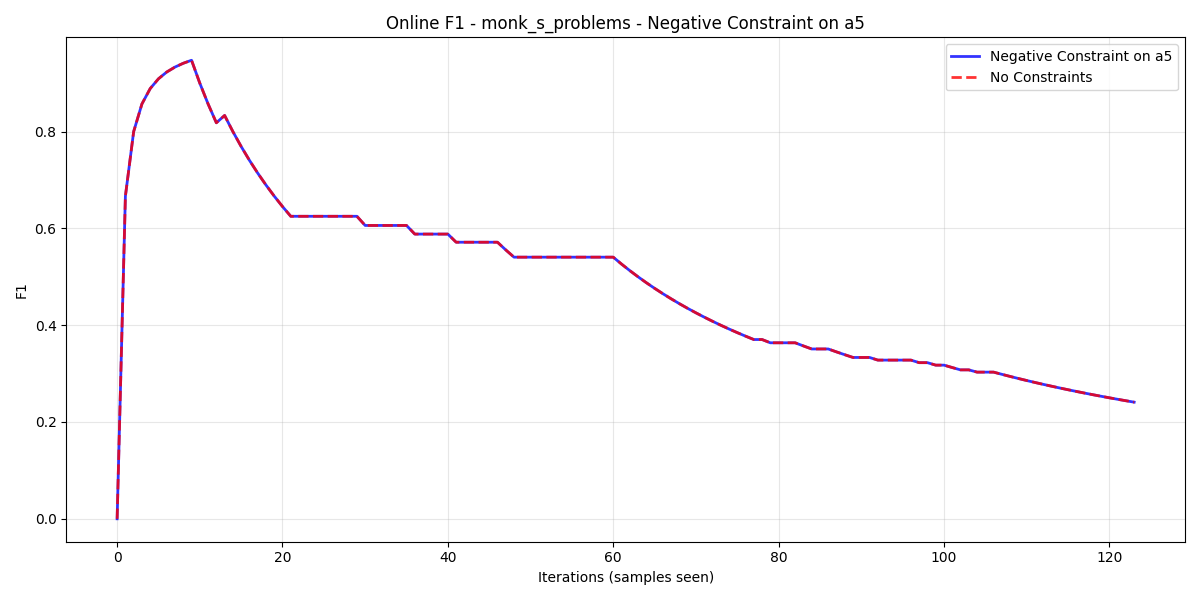 Online F1 - monk_s_problems - Negative Constraint on a5
Negative Constraint on a5
No Constraints
F1
0.8
0.6
0.4
0.2
0.0
0 20 40 60 80 100 120
Iterations (samples seen)